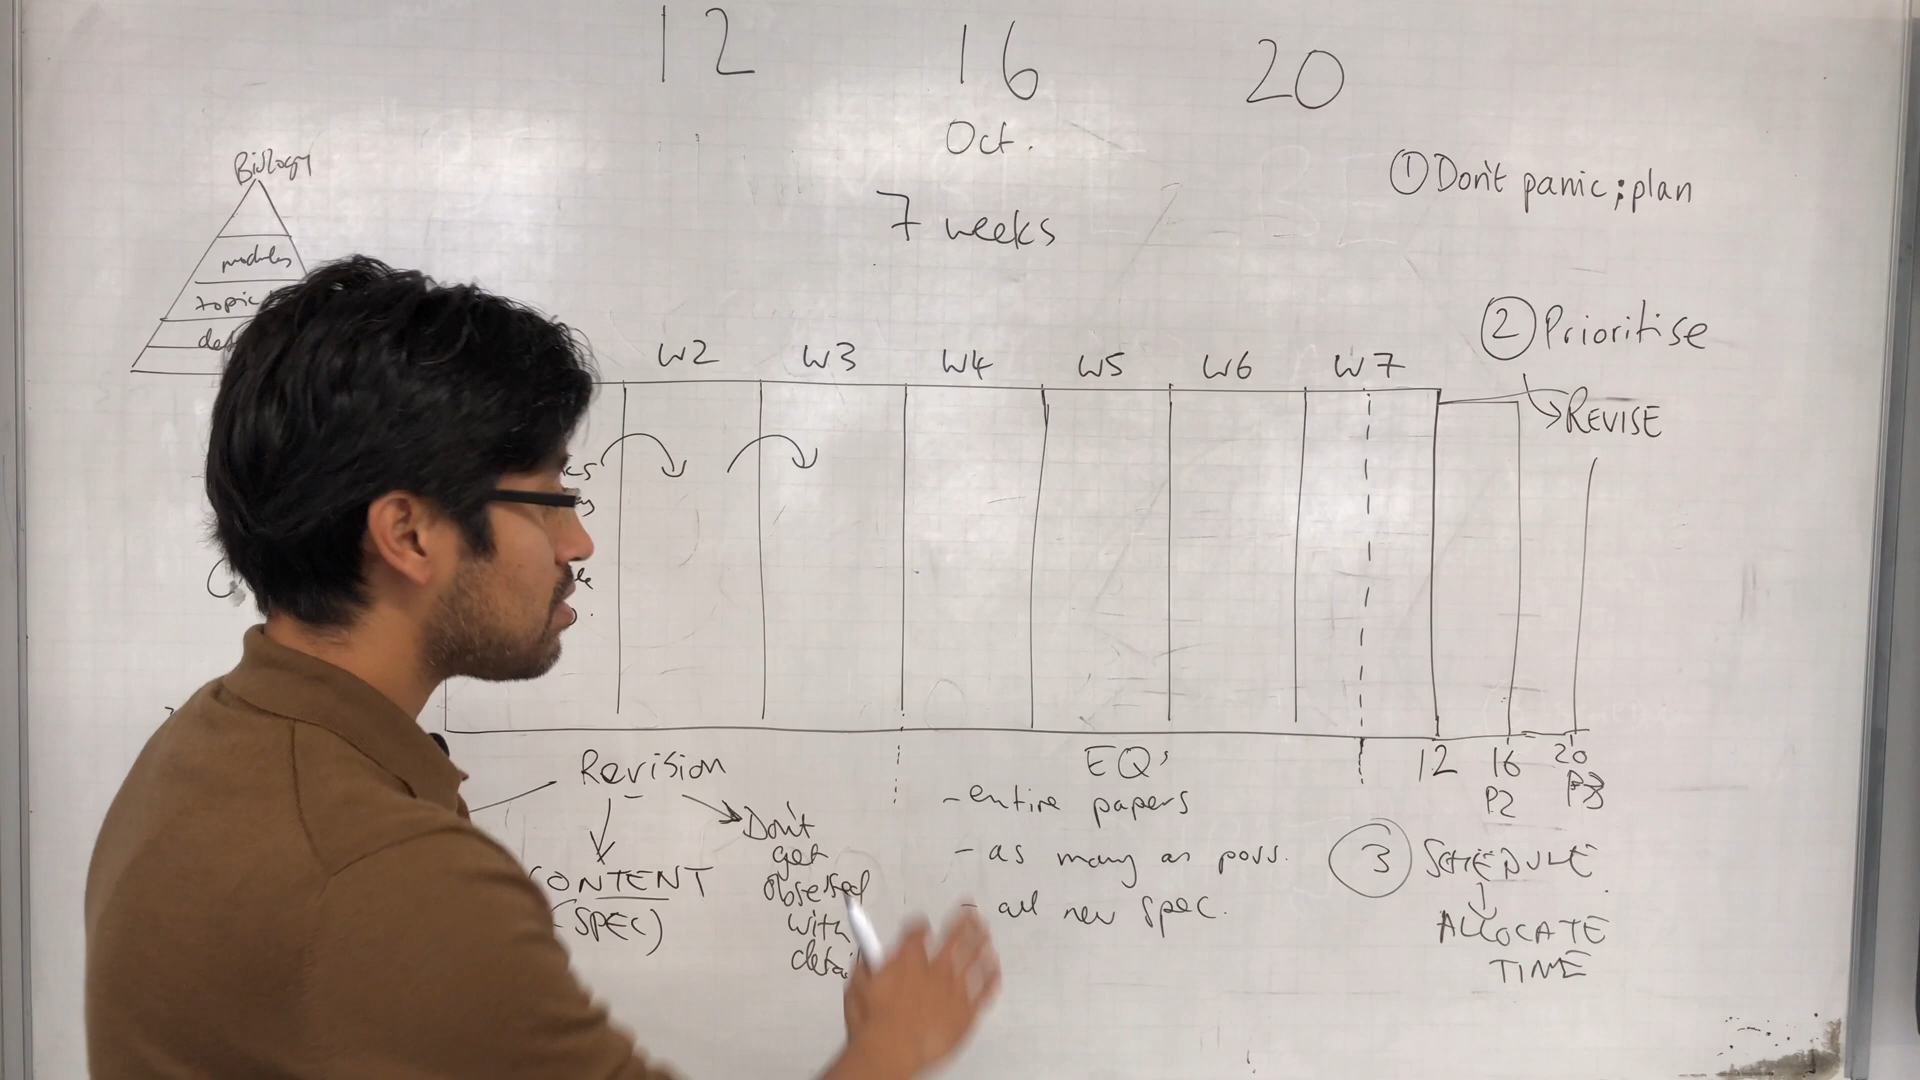 12 16 20
Oct.
7 weeks
① Don't panic; plan
Biology
modules
topic
② Prioritise
REVISE
W2 W3 W4 W5 W6 W7
Revision
CONTENT
(SPEC)
Don't
get
obsessed
with
detai
EQ'
- entire papers
- as many as poss.
- all new spec.
12 16 20
P2 P3
③ SCHEDULE
ALLOCATE
TIME